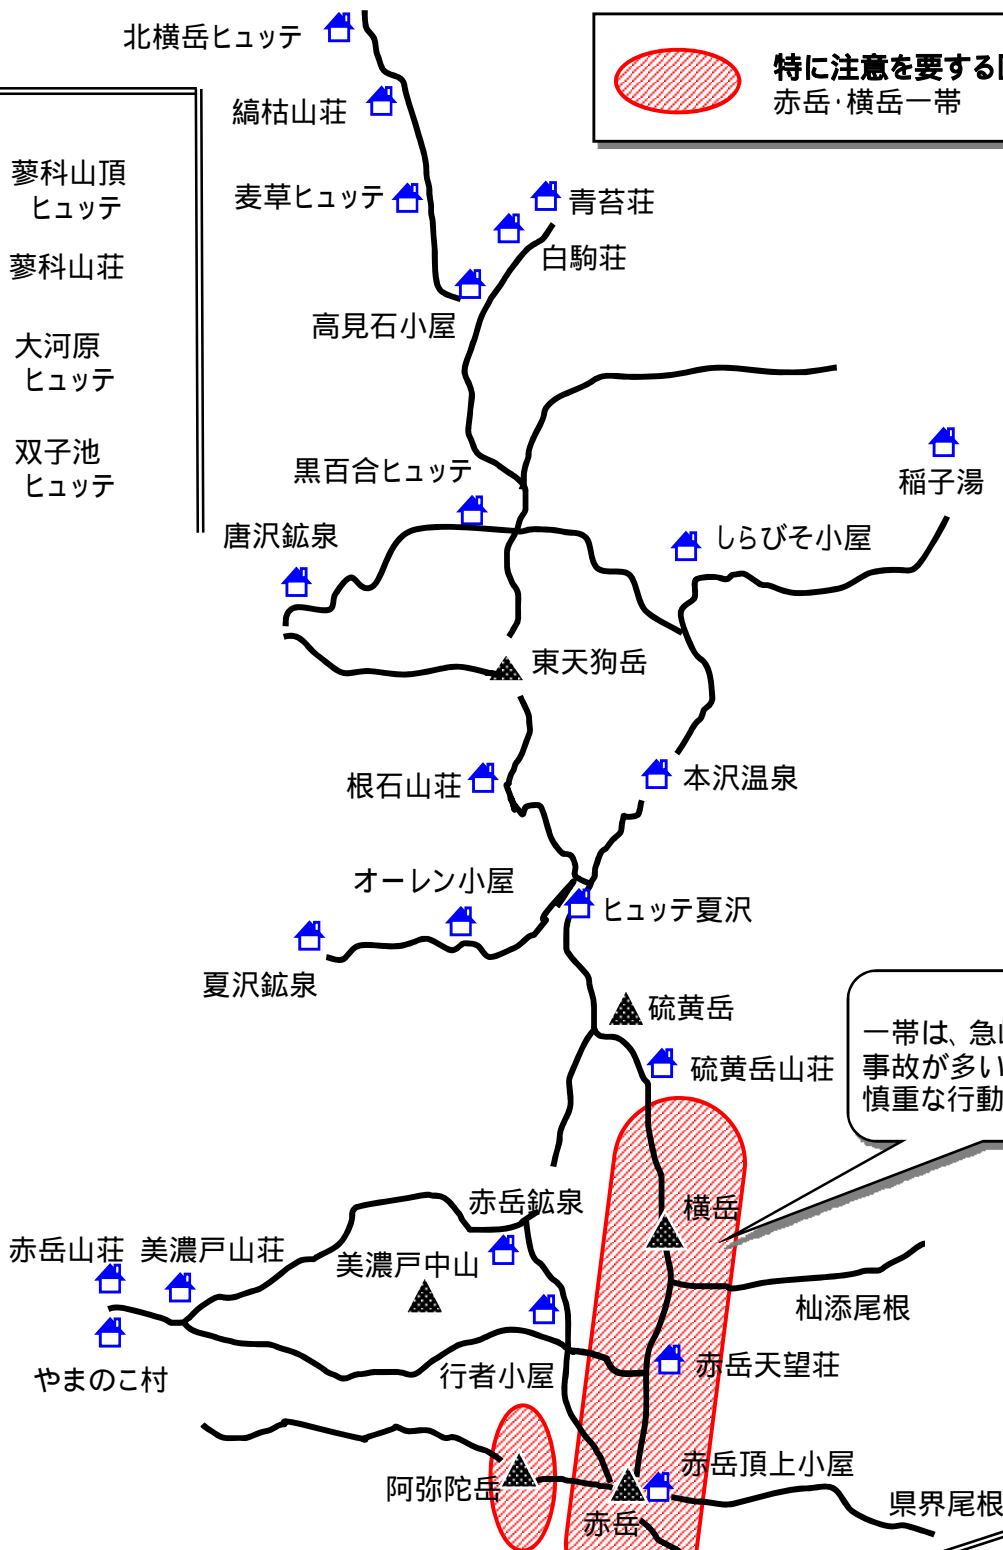 北横岳ヒュッテ
特に注意を要する
赤岳・横岳一帯
縞枯山荘
蓼科山頂
ヒュッテ
麦草ヒュッテ
青苔荘
白駒荘
蓼科山荘
高見石小屋
大河原
ヒュッテ
双子池
ヒュッテ
黒百合ヒュッテ
稲子湯
唐沢鉱泉
しらびそ小屋
東天狗岳
根石山荘
本沢温泉
オーレン小屋
ヒュッテ夏沢
夏沢鉱泉
硫黄岳
硫黄岳山荘
一帯は、急
事故が多い
慎重な行動
赤岳鉱泉
横岳
赤岳山荘
美濃戸山荘
美濃戸中山
杣添尾根
やまのこ村
行者小屋
赤岳天望荘
阿弥陀岳
赤岳頂上小屋
赤岳
県界尾根